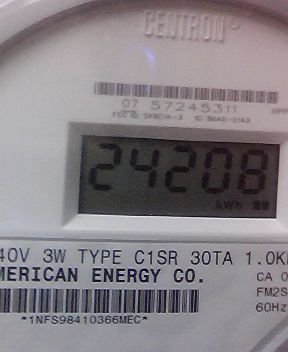 CENTRON®
07 57245311
24208
kWh
40V 3W TYPE C1SR 30TA 1.0K
MERICAN ENERGY CO.
CA 0
FM2S
60Hz
*1NFS98410366MEC*